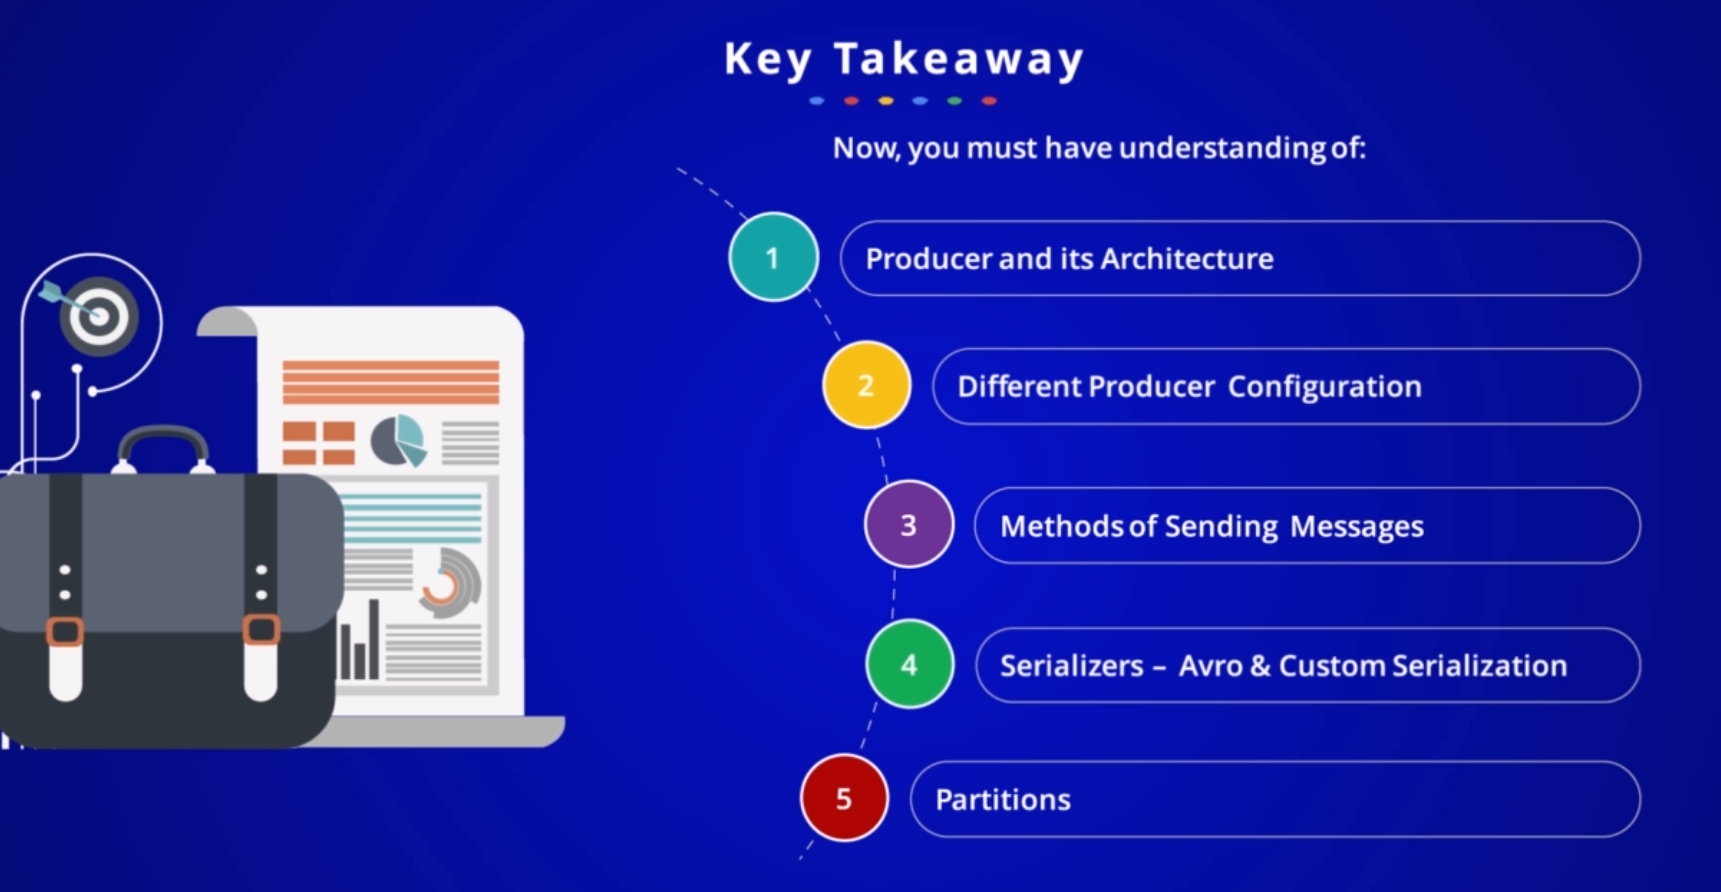 Key Takeaway
Now, you must have understanding of:
1 Producer and its Architecture
2 Different Producer Configuration
3 Methods of Sending Messages
4 Serializers – Avro & Custom Serialization
5 Partitions